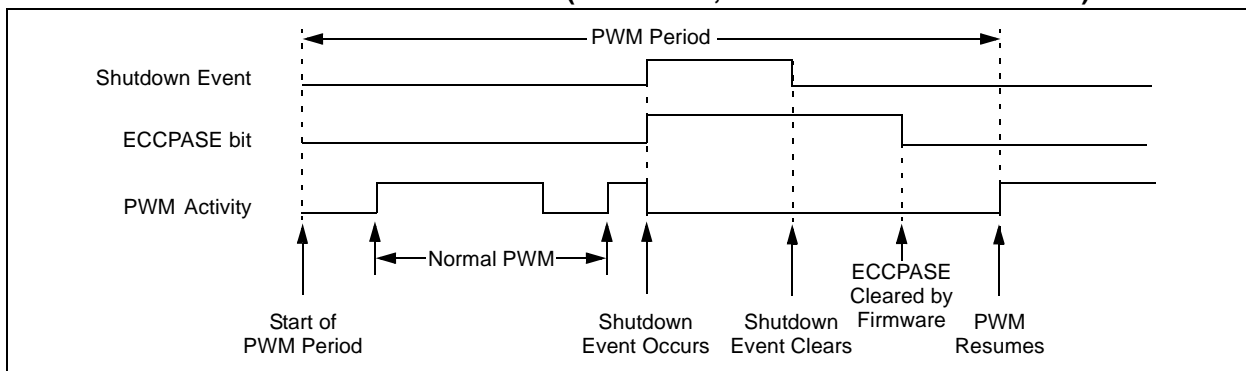 PWM Period
Shutdown Event
ECCPASE bit
PWM Activity
Normal PWM
Start of
PWM Period
Shutdown
Event Occurs
Shutdown
Event Clears
ECCPASE
Cleared by
Firmware
PWM
Resumes